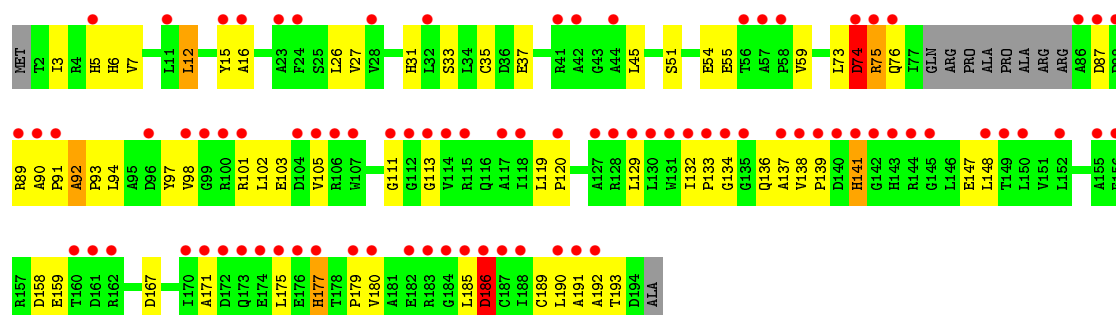 MET T2 I3 R4 H5 H6 V7 L11 L12 Y15 A16 A23 F24 S25 L26 V27 V28 H31 L32 S33 L34 C35 D36 E37 R41 A42 G43 A44 L45 S51 E54 E55 T56 A57 P58 V59 L73 D74 R75 Q76 I77 GLN ARG PRO ALA PRO ALA ARG ARG A86 D87
R89 A90 P91 A92 P93 L94 A95 D96 Y97 V98 G99 R100 R101 L102 E103 D104 V105 R106 W107 G111 G112 G113 V114 R115 Q116 A117 I118 L119 P120 A127 R128 L129 L130 W131 I132 P133 G134 G135 Q136 A137 V138 P139 D140 H141 G142 H143 R144 G145 L146 E147 L148 T149 L150 V151 L152 A155
R157 D158 E159 T160 D161 R162 D167 I170 A171 D172 Q173 E174 L175 E176 H177 T178 P179 V180 A181 E182 R183 G184 L185 D186 C187 I188 C189 L190 A191 A192 T193 D194 ALA